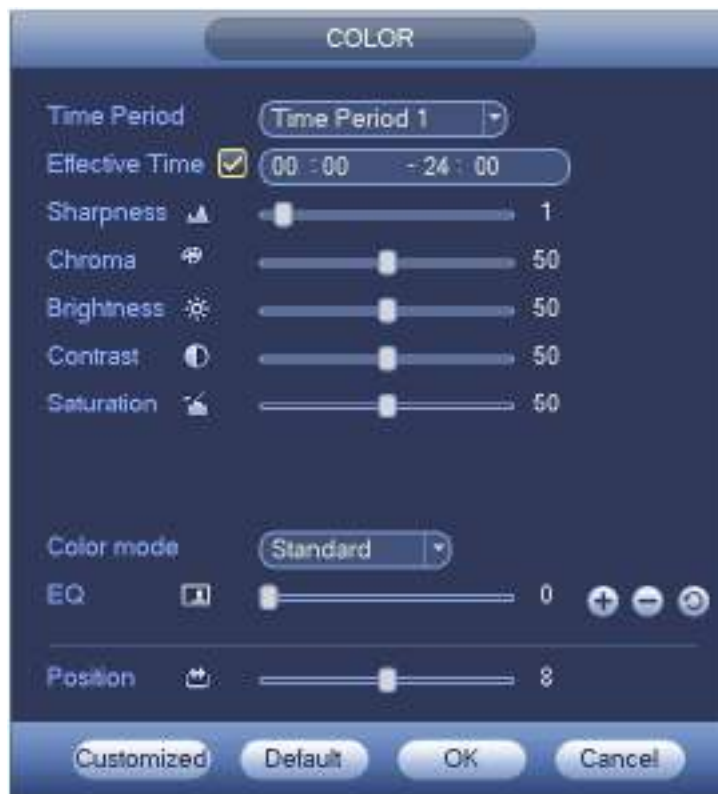 COLOR
Time Period Time Period 1
Effective Time 00 : 00 - 24 : 00
Sharpness 1
Chroma 50
Brightness 50
Contrast 50
Saturation 50
Color mode Standard
EQ 0
Position 8
Customized Default OK Cancel